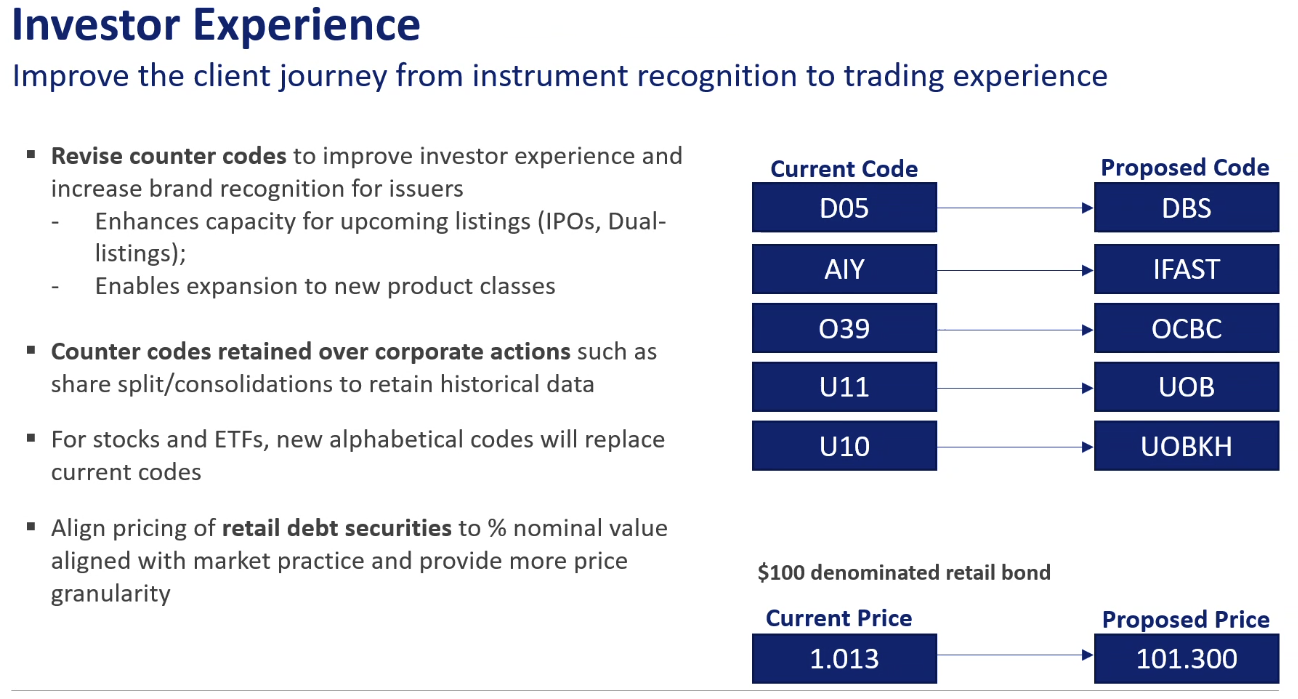 Investor Experience
Improve the client journey from instrument recognition to trading experience
▪ Revise counter codes to improve investor experience and
increase brand recognition for issuers
- Enhances capacity for upcoming listings (IPOs, Dual-
listings);
- Enables expansion to new product classes
▪ Counter codes retained over corporate actions such as
share split/consolidations to retain historical data
▪ For stocks and ETFs, new alphabetical codes will replace
current codes
▪ Align pricing of retail debt securities to % nominal value
aligned with market practice and provide more price
granularity
Current Code Proposed Code
D05 DBS
AIY IFAST
O39 OCBC
U11 UOB
U10 UOBKH
$100 denominated retail bond
Current Price Proposed Price
1.013 101.300